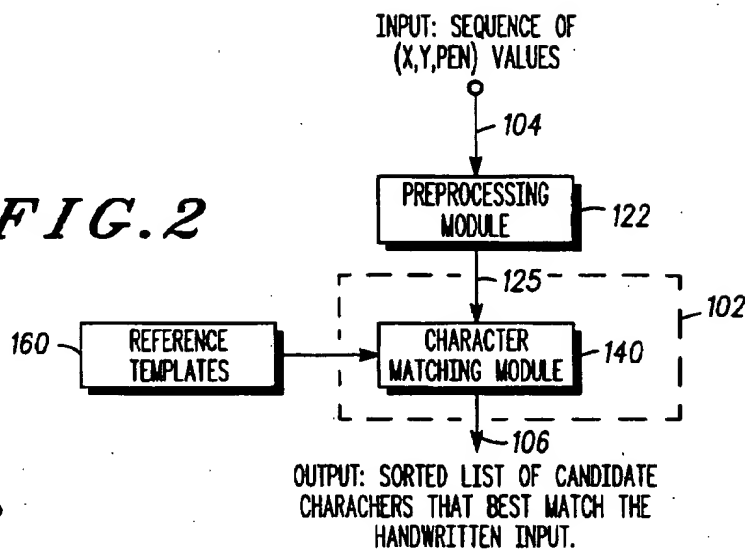 INPUT: SEQUENCE OF
(X,Y,PEN) VALUES
104
FIG.2
PREPROCESSING
MODULE
122
125
102
160
REFERENCE
TEMPLATES
CHARACTER
MATCHING MODULE
140
106
OUTPUT: SORTED LIST OF CANDIDATE
CHARACHERS THAT BEST MATCH THE
HANDWRITTEN INPUT.